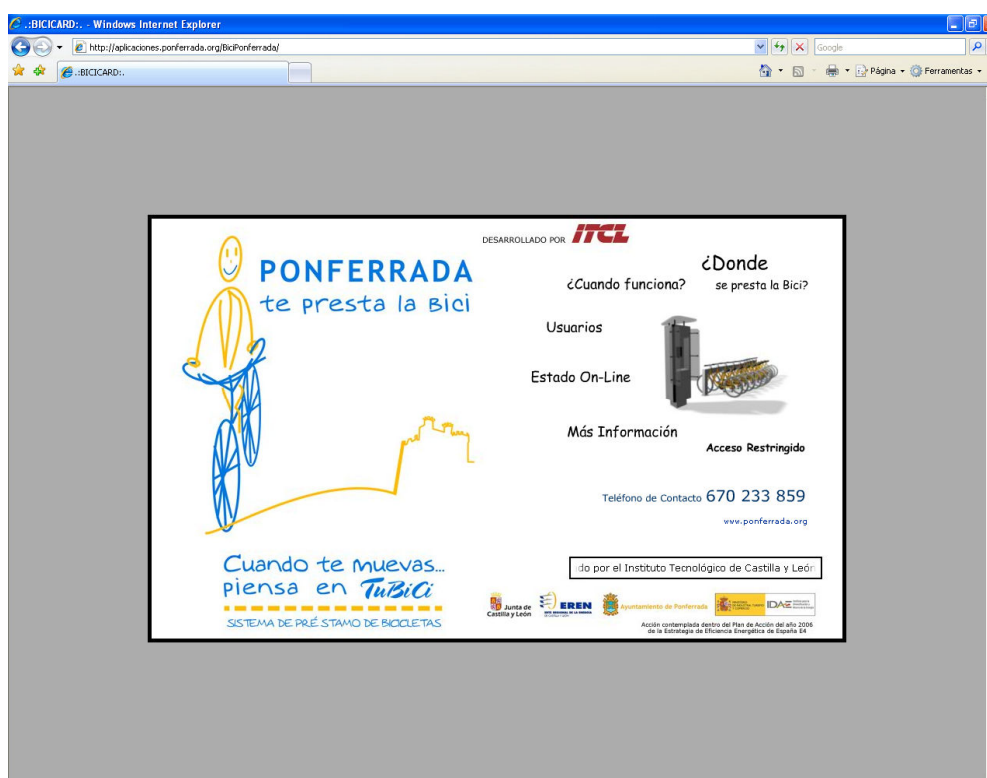 .:BICICARD:. - Windows Internet Explorer
http://aplicaciones.ponferrada.org/BiciPonferrada/
Google
.:BICICARD:.
Página
Ferramentas
DESARROLLADO POR ITCL
PONFERRADA
te presta la Bici
¿Donde
se presta la Bici?
¿Cuando funciona?
Usuarios
Estado On-Line
Más Información
Acceso Restringido
Teléfono de Contacto 670 233 859
www.ponferrada.org
Cuando te muevas...
piensa en TuBiCi
SISTEMA DE PRÉSTAMO DE BICICLETAS
do por el Instituto Tecnológico de Castilla y León
Junta de
Castilla y León
EREN
Ayuntamiento de Ponferrada
IDAE
Acción contemplada dentro del Plan de Acción del año 2006
de la Estrategia de Eficiencia Energética de España E4